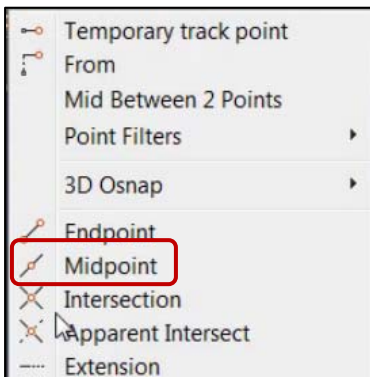 Temporary track point
From
Mid Between 2 Points
Point Filters
3D Osnap
Endpoint
Midpoint
Intersection
Apparent Intersect
Extension